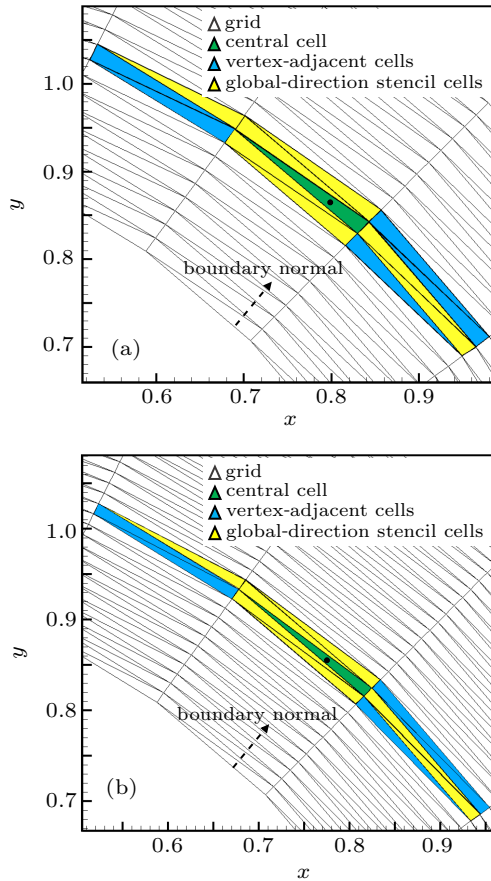 grid
central cell
vertex-adjacent cells
global-direction stencil cells
1.0
0.9
y
0.8
boundary normal
0.7
(a)
0.6 0.7 0.8 0.9
x
grid
central cell
vertex-adjacent cells
global-direction stencil cells
1.0
0.9
y
0.8
boundary normal
0.7
(b)
0.6 0.7 0.8 0.9
x